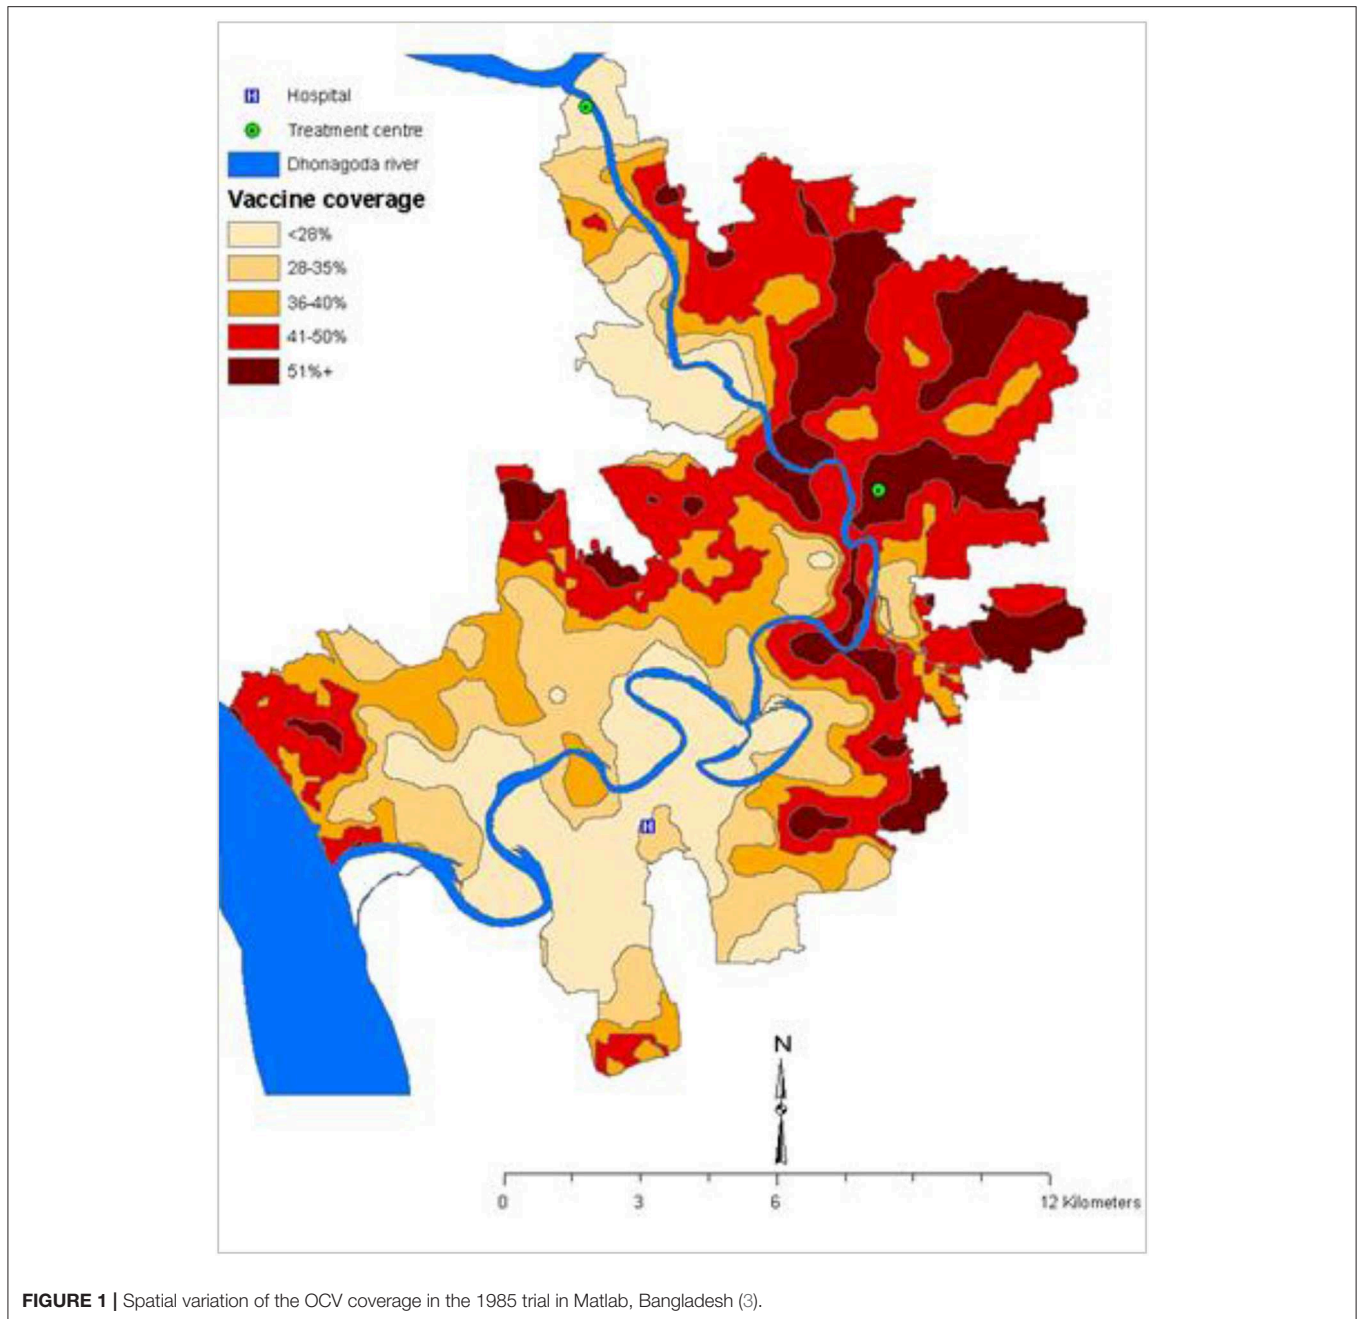 H Hospital
Treatment centre
Dhonagoda river
Vaccine coverage
<28%
28-35%
36-40%
41-50%
51%+
H
N
0 3 6 12 Kilometers
FIGURE 1 | Spatial variation of the OCV coverage in the 1985 trial in Matlab, Bangladesh (3).